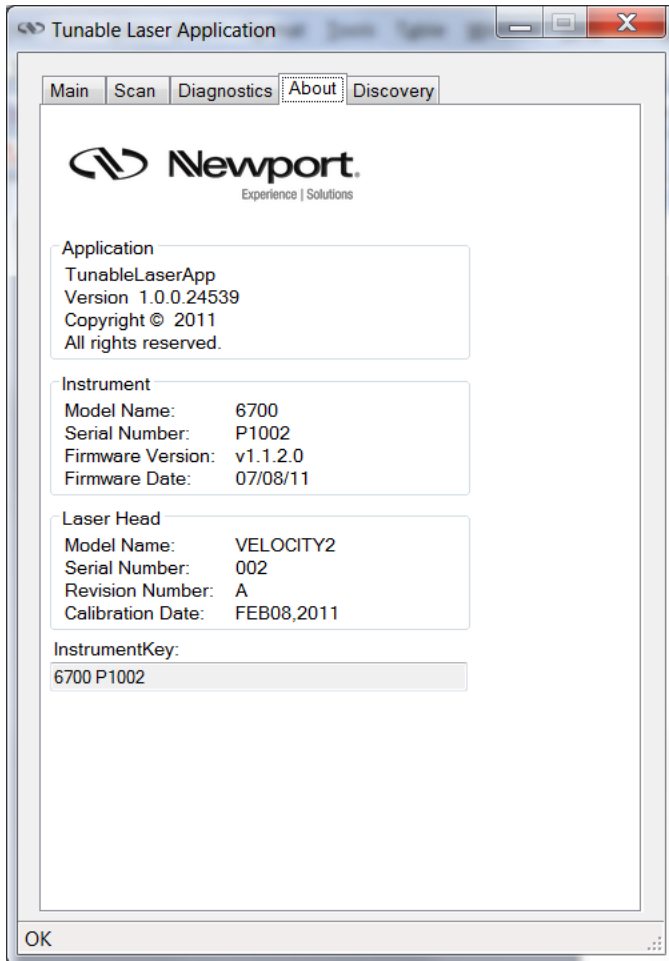 Tunable Laser Application
Main Scan Diagnostics About Discovery
Newport.
Experience | Solutions
Application
TunableLaserApp
Version 1.0.0.24539
Copyright © 2011
All rights reserved.
Instrument
Model Name: 6700
Serial Number: P1002
Firmware Version: v1.1.2.0
Firmware Date: 07/08/11
Laser Head
Model Name: VELOCITY2
Serial Number: 002
Revision Number: A
Calibration Date: FEB08,2011
InstrumentKey:
6700 P1002
OK